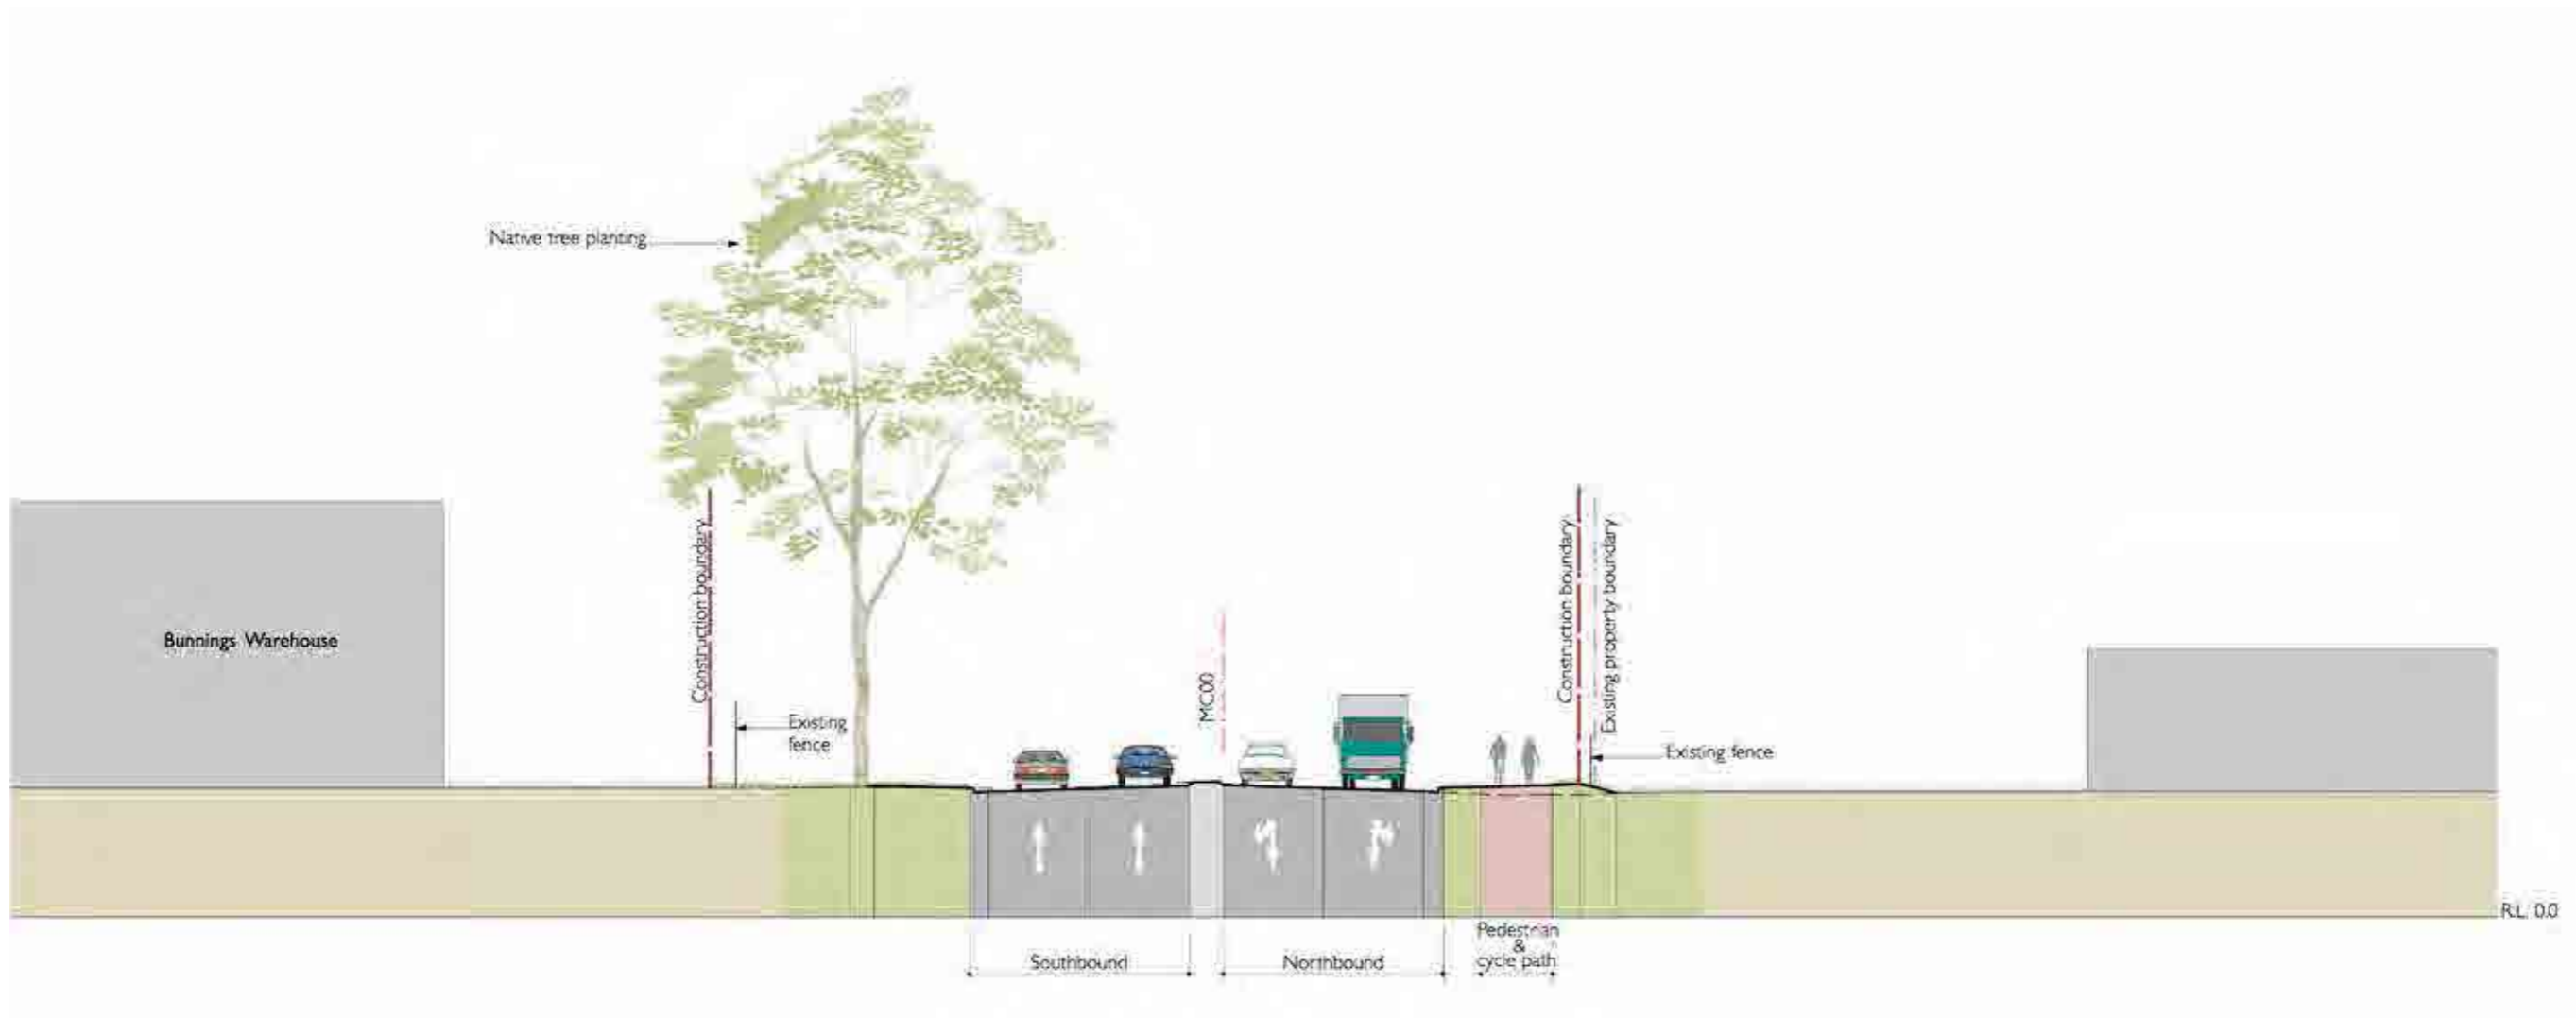 Native tree planting
Bunnings Warehouse
Construction boundary
Existing
fence
MC00
Construction boundary
Existing property boundary
Existing fence
R.L. 0.0
Southbound
Northbound
Pedestrian
&
cycle path